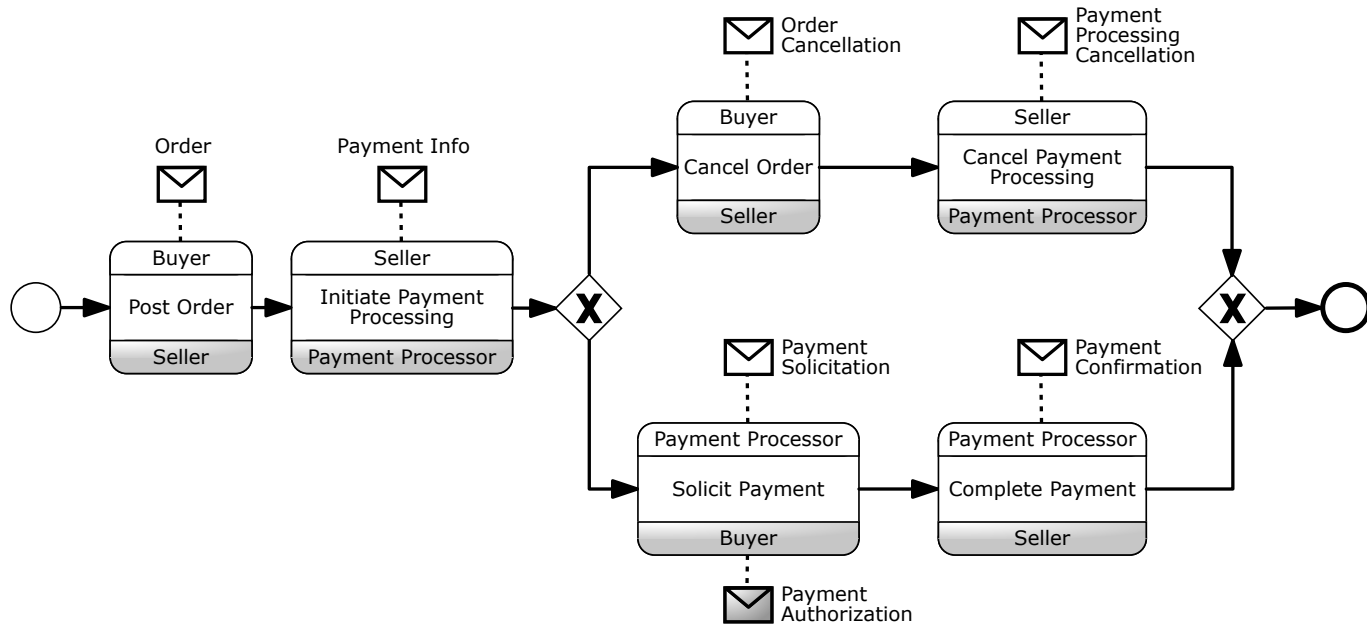 Order
Buyer
Post Order
Seller
Payment Info
Seller
Initiate Payment
Processing
Payment Processor
X
Order
Cancellation
Buyer
Cancel Order
Seller
Payment
Processing
Cancellation
Seller
Cancel Payment
Processing
Payment Processor
Payment
Solicitation
Payment Processor
Solicit Payment
Buyer
Payment
Authorization
Payment
Confirmation
Payment Processor
Complete Payment
Seller
X